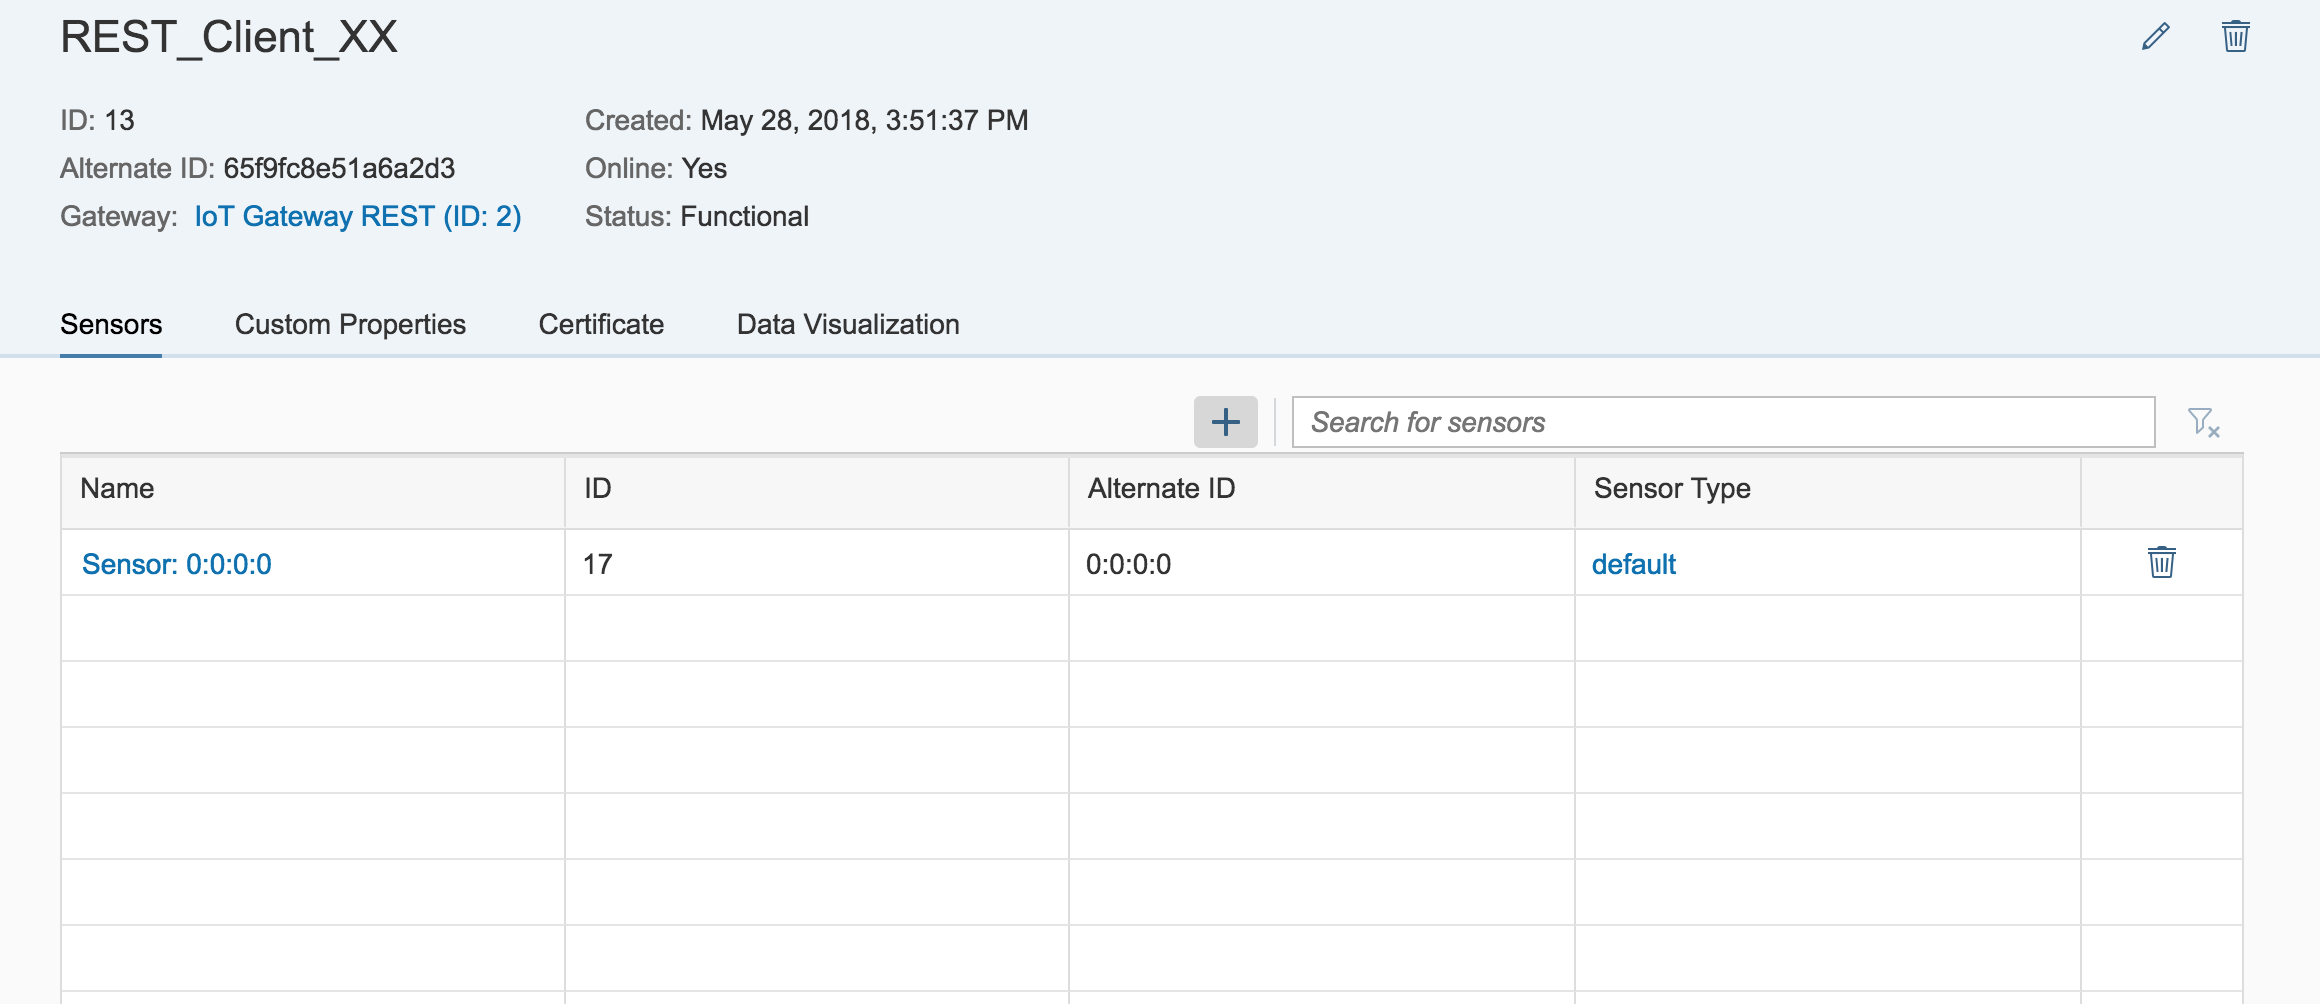 REST_Client_XX
ID: 13
Created: May 28, 2018, 3:51:37 PM
Alternate ID: 65f9fc8e51a6a2d3
Online: Yes
Gateway: IoT Gateway REST (ID: 2)
Status: Functional
Sensors Custom Properties Certificate Data Visualization
Search for sensors
Name ID Alternate ID Sensor Type
Sensor: 0:0:0:0 17 0:0:0:0 default